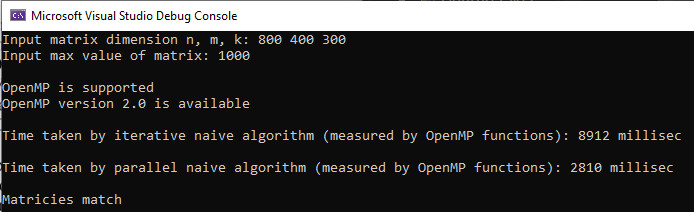 Microsoft Visual Studio Debug Console
Input matrix dimension n, m, k: 800 400 300
Input max value of matrix: 1000
OpenMP is supported
OpenMP version 2.0 is available
Time taken by iterative naive algorithm (measured by OpenMP functions): 8912 millisec
Time taken by parallel naive algorithm (measured by OpenMP functions): 2810 millisec
Matricies match